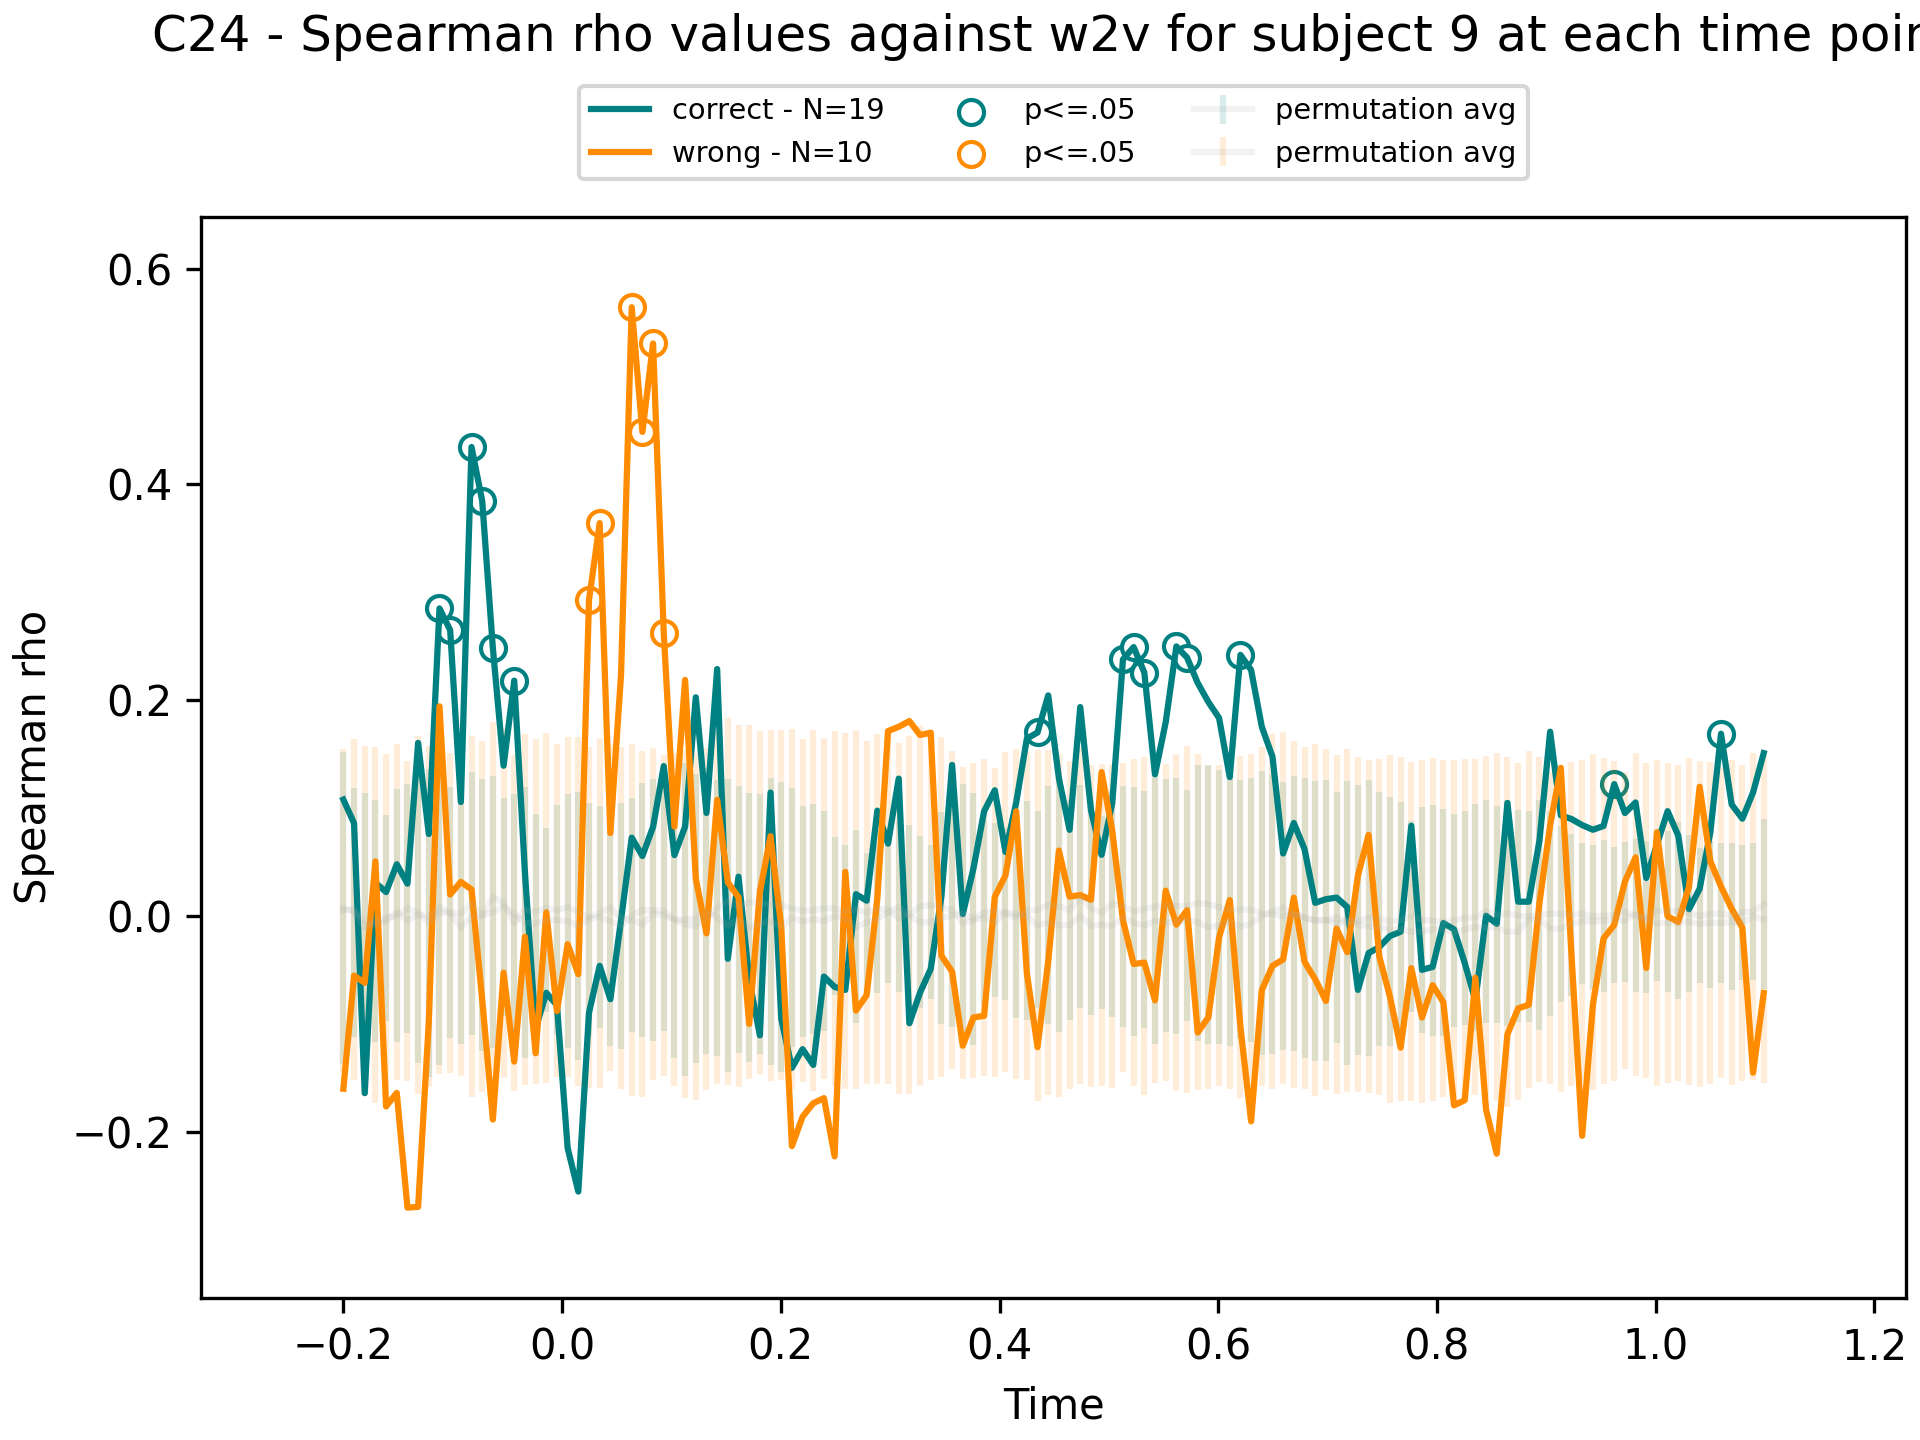 C24 - Spearman rho values against w2v for subject 9 at each time poin
correct - N=19 p<=.05 permutation avg
wrong - N=10 p<=.05 permutation avg
0.6
0.4
0.2
0.0
−0.2
Spearman rho
−0.2 0.0 0.2 0.4 0.6 0.8 1.0 1.2
Time